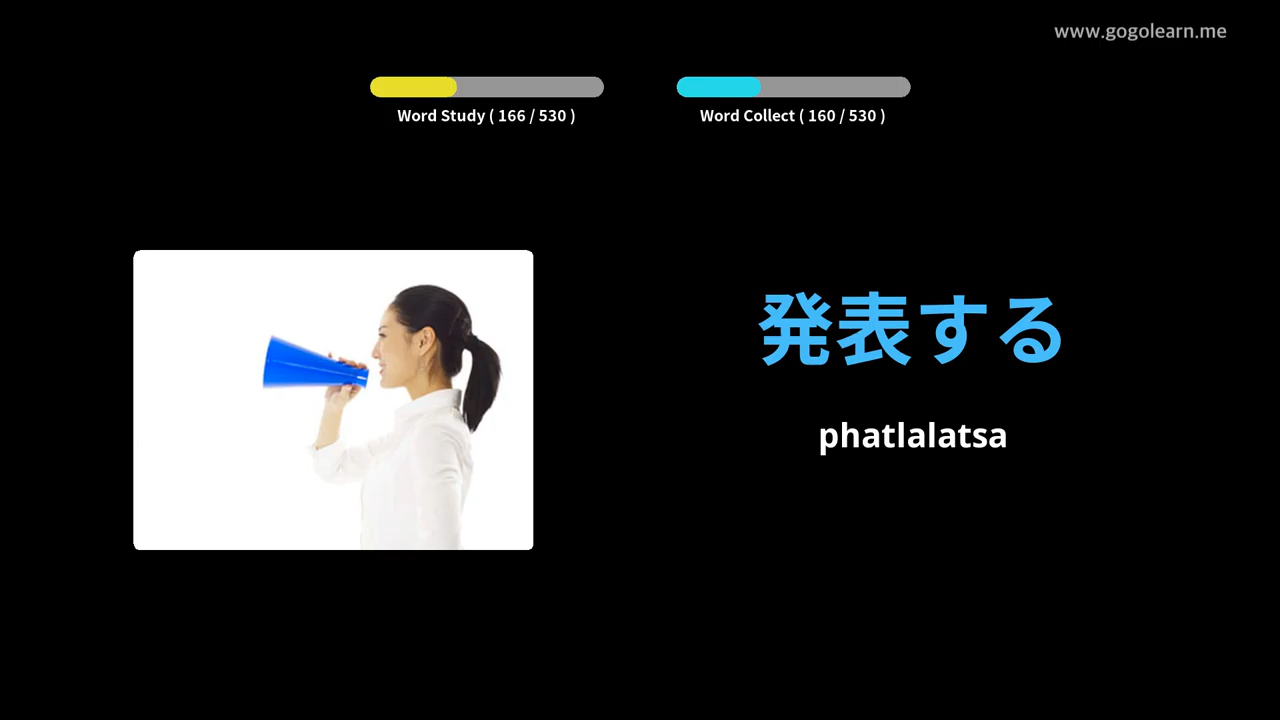 www.gogolearn.me
Word Study ( 166 / 530 )
Word Collect ( 160 / 530 )
発表する
phatlalatsa